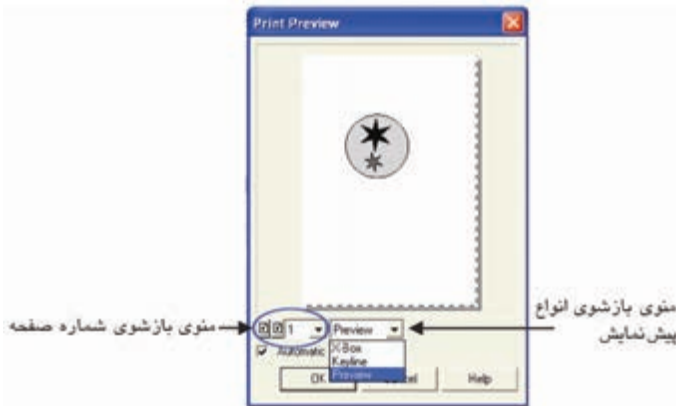 Print Preview
منوی بازشوی انواع
پیش‌نمایش
منوی بازشوی شماره صفحه
1
Preview
Automatic
X-Box
Keyline
Preview
OK
Help